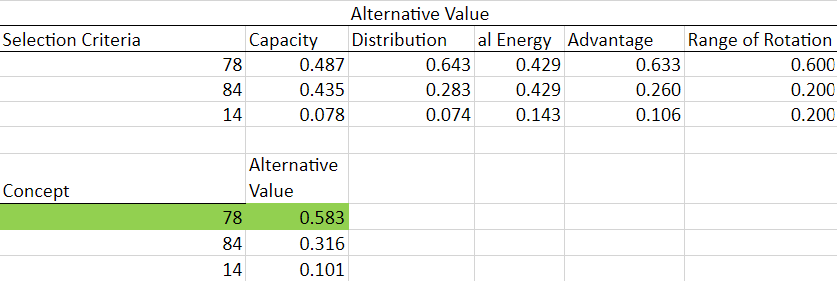 Alternative Value
Selection Criteria Capacity Distribution al Energy Advantage Range of Rotation
78 0.487 0.643 0.429 0.633 0.600
84 0.435 0.283 0.429 0.260 0.200
14 0.078 0.074 0.143 0.106 0.200
Alternative
Concept Value
78 0.583
84 0.316
14 0.101